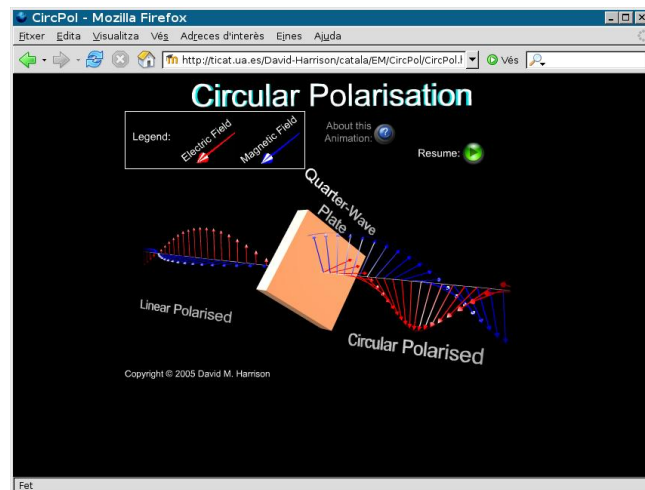 CircPol - Mozilla Firefox
Fitxer Edita Visualitza Vés Adreces d'interès Eines Ajuda
http://ticat.ua.es/David-Harrison/catala/EM/CircPol/CircPol.l Vés
Circular Polarisation
Legend:
Electric Field
Magnetic Field
About this
Animation:
Resume:
Quarter-Wave
Plate
Linear Polarised
Circular Polarised
Copyright © 2005 David M. Harrison
Fet